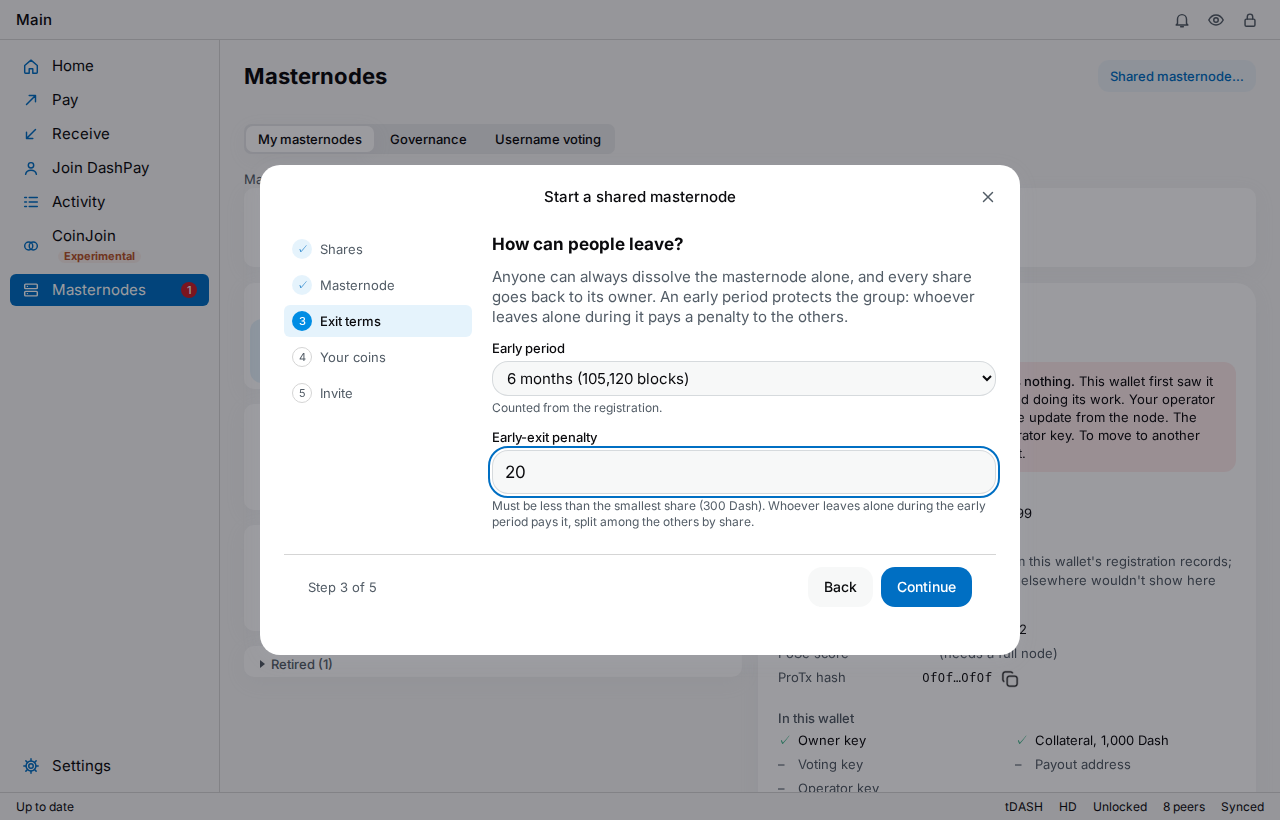 Main
Home
Pay
Receive
Join DashPay
Activity
CoinJoin
Experimental
Masternodes
1
Settings
Masternodes
Shared masternode…
My masternodes
Governance
Username voting
Start a shared masternode
✓ Shares
✓ Masternode
3 Exit terms
4 Your coins
5 Invite
How can people leave?
Anyone can always dissolve the masternode alone, and every share
goes back to its owner. An early period protects the group: whoever
leaves alone during it pays a penalty to the others.
Early period
6 months (105,120 blocks)
Counted from the registration.
Early-exit penalty
20
Must be less than the smallest share (300 Dash). Whoever leaves alone during the early
period pays it, split among the others by share.
Step 3 of 5
Back
Continue
nothing. This wallet first saw it
doing its work. Your operator
update from the node. The
key. To move to another
99
this wallet's registration records;
elsewhere wouldn't show here
2
PoSe score
(needs a full node)
ProTx hash
0f0f…0f0f
Retired (1)
In this wallet
✓ Owner key
✓ Collateral, 1,000 Dash
– Voting key
– Payout address
– Operator key
Up to date
tDASH
HD
Unlocked
8 peers
Synced